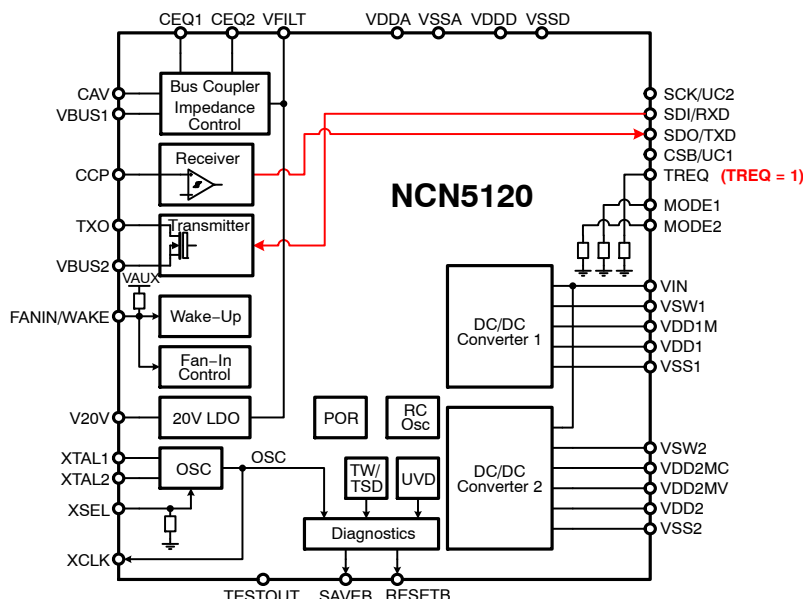 CEQ1 CEQ2 VFILT VDDA VSSA VDDD VSSD
CAV
VBUS1
Bus Coupler
Impedance
Control
CCP
Receiver
TXO
Transmitter
VBUS2
VAUX
FANIN/WAKE
Wake−Up
Fan−In
Control
V20V
20V LDO
XTAL1
XTAL2
OSC
OSC
XSEL
XCLK
NCN5120
POR
RC
Osc
TW/
TSD
UVD
Diagnostics
DC/DC
Converter 1
DC/DC
Converter 2
SCK/UC2
SDI/RXD
SDO/TXD
CSB/UC1
TREQ (TREQ = 1)
MODE1
MODE2
VIN
VSW1
VDD1M
VDD1
VSS1
VSW2
VDD2MC
VDD2MV
VDD2
VSS2
TESTOUT SAVEB RESETB